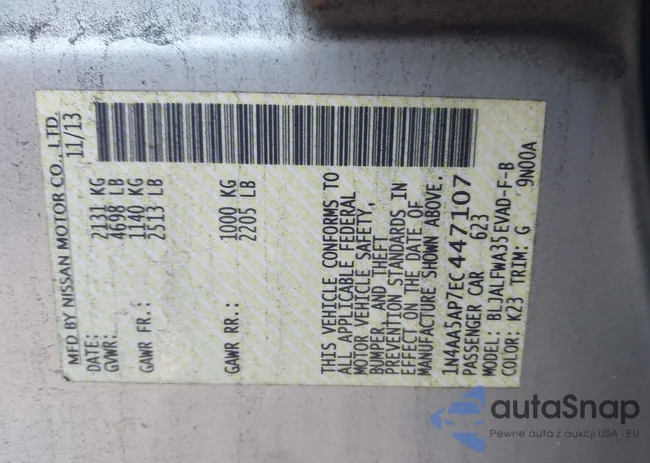 MFD BY NISSAN MOTOR CO., LTD.
DATE: 11/13
GVWR: 2131 KG
4698 LB
GAWR FR.: 1140 KG
2513 LB
GAWR RR.: 1000 KG
2205 LB
THIS VEHICLE CONFORMS TO
ALL APPLICABLE FEDERAL
MOTOR VEHICLE SAFETY,
BUMPER, AND THEFT
PREVENTION STANDARDS IN
EFFECT ON THE DATE OF
MANUFACTURE SHOWN ABOVE.
1N4AA5AP7EC447107
PASSENGER CAR 623
MODEL: BLJALFWA35EVAD-F-B
COLOR: K23 TRIM: G 9N00A
autaSnap
Pewne auta z aukcji USA i EU